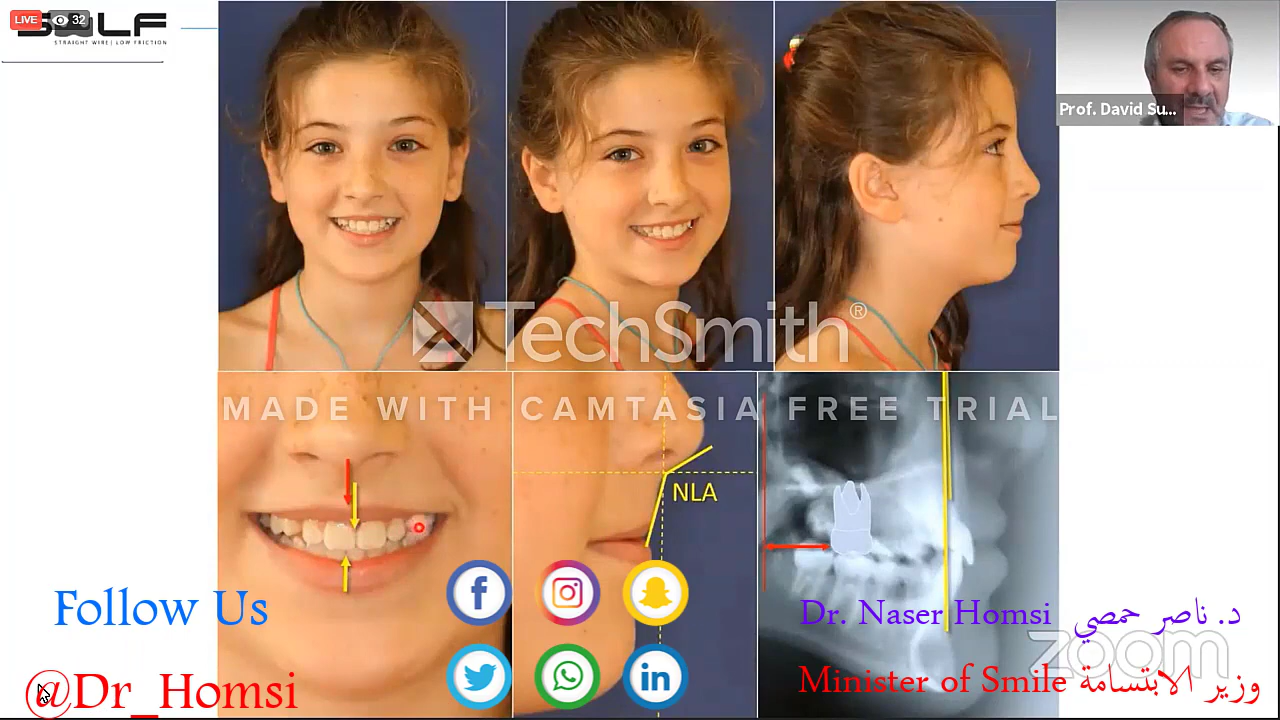 LIVE 32
SWLF
STRAIGHT WIRE | LOW FRICTION
Prof. David Su...
TechSmith®
MADE WITH CAMTASIA FREE TRIAL
NLA
Follow Us
Dr. Naser Homsi د. ناصر حمصي
zoom
@Dr_Homsi
Minister of Smile وزير الابتسامة